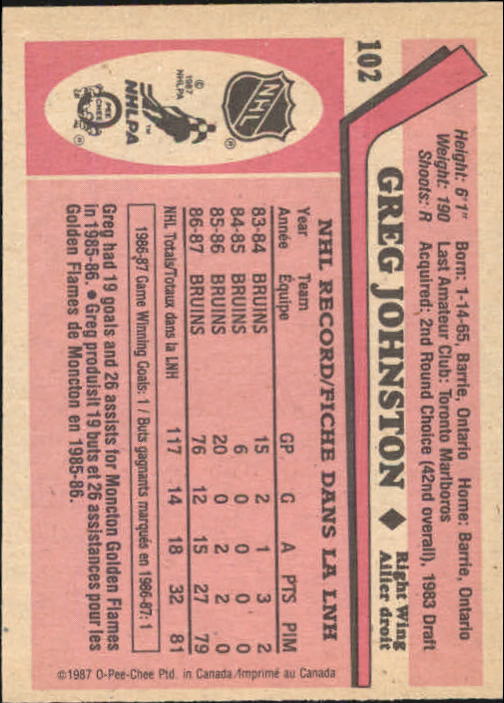 102
Height: 6'1" Born: 1-14-65, Barrie, Ontario Home: Barrie, Ontario
Weight: 190 Last Amateur Club: Toronto Marlboros
Shoots: R Acquired: 2nd Round Choice (42nd overall), 1983 Draft
GREG JOHNSTON ◆ Right Wing
Ailier droit
NHL
®
© 1987 NHLPA
NHLPA™
O PEE CHEE
®
NHL RECORD/FICHE DANS LA LNH
Year Team
Année Équipe GP G A PTS PIM
83-84 BRUINS 15 2 1 3 2
84-85 BRUINS 6 0 0 0 0
85-86 BRUINS 20 0 2 2 0
86-87 BRUINS 76 12 15 27 79
NHL Totals/Totaux dans la LNH 117 14 18 32 81
1986-87 Game Winning Goals: 1 / Buts gagnants marqués en 1986-87: 1
Greg had 19 goals and 26 assists for Moncton Golden Flames
in 1985-86. • Greg produisit 19 buts et 26 assistances pour les
Golden Flames de Moncton en 1985-86.
©1987 O-Pee-Chee Ptd. in Canada/Imprimé au Canada